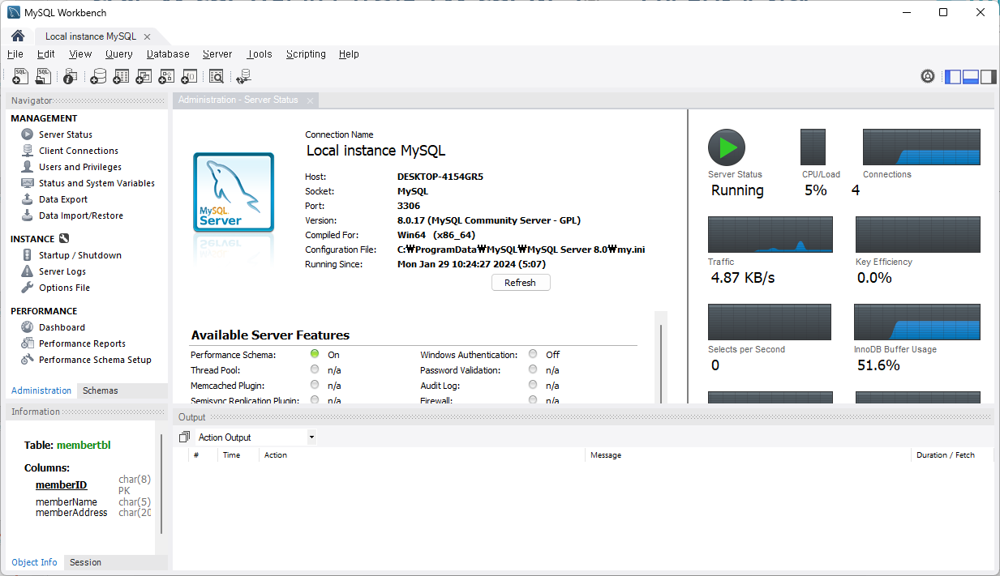 MySQL Workbench
Local instance MySQL
File Edit View Query Database Server Tools Scripting Help
Navigator
MANAGEMENT
Server Status
Client Connections
Users and Privileges
Status and System Variables
Data Export
Data Import/Restore
INSTANCE
Startup / Shutdown
Server Logs
Options File
PERFORMANCE
Dashboard
Performance Reports
Performance Schema Setup
Administration Schemas
Information
Table: membertbl
Columns:
memberID char(8) PK
memberName char(5)
memberAddress char(20
Object Info Session
Administration - Server Status
MySQL Server
Connection Name
Local instance MySQL
Host: DESKTOP-4154GR5
Socket: MySQL
Port: 3306
Version: 8.0.17 (MySQL Community Server - GPL)
Compiled For: Win64 (x86_64)
Configuration File: C:₩ProgramData₩MySQL₩MySQL Server 8.0₩my.ini
Running Since: Mon Jan 29 10:24:27 2024 (5:07)
Refresh
Available Server Features
Performance Schema: On Windows Authentication: Off
Thread Pool: n/a Password Validation: n/a
Memcached Plugin: n/a Audit Log: n/a
Semisync Replication Plugin: n/a Firewall: n/a
Server Status CPU/Load Connections
Running 5% 4
Traffic Key Efficiency
4.87 KB/s 0.0%
Selects per Second InnoDB Buffer Usage
0 51.6%
Output
Action Output
# Time Action Message Duration / Fetch